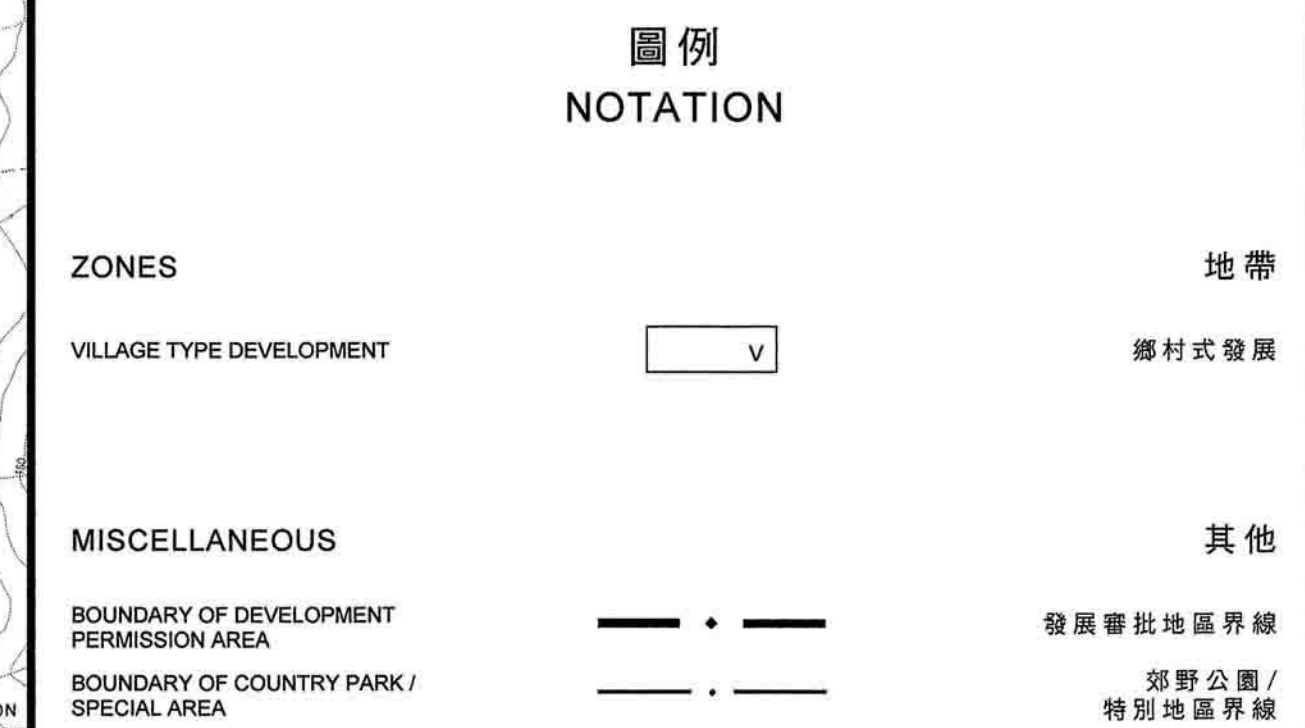 圖例
NOTATION
ZONES
地帶
VILLAGE TYPE DEVELOPMENT
V
鄉村式發展
MISCELLANEOUS
其他
BOUNDARY OF DEVELOPMENT
PERMISSION AREA
發展審批地區界線
BOUNDARY OF COUNTRY PARK /
SPECIAL AREA
郊野公園/
特別地區界線